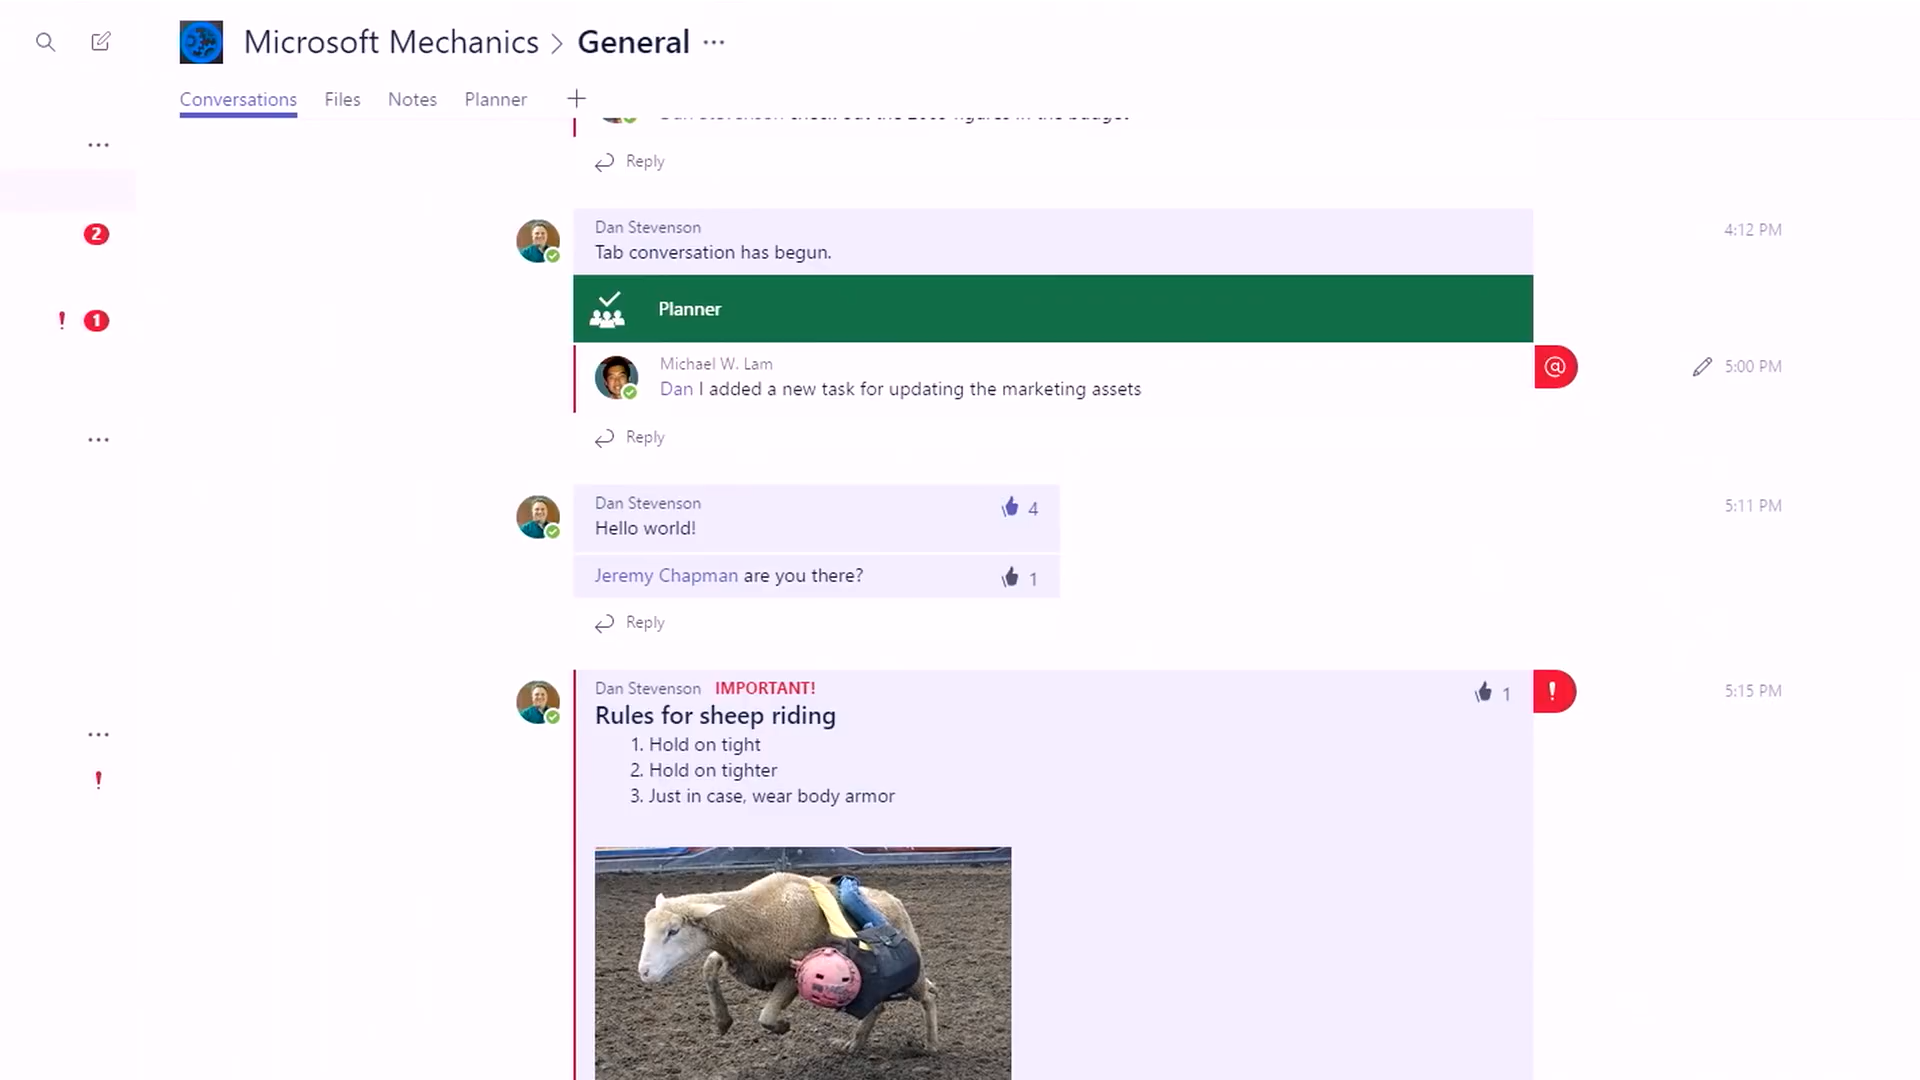 Microsoft Mechanics > General ...
Conversations Files Notes Planner +
Reply
Dan Stevenson 4:12 PM
Tab conversation has begun.
2
Planner
! 1
Michael W. Lam @ 5:00 PM
Dan I added a new task for updating the marketing assets
Reply
Dan Stevenson 4 5:11 PM
Hello world!
Jeremy Chapman are you there? 1
Reply
Dan Stevenson IMPORTANT! 1 ! 5:15 PM
Rules for sheep riding
1. Hold on tight
2. Hold on tighter
!
3. Just in case, wear body armor